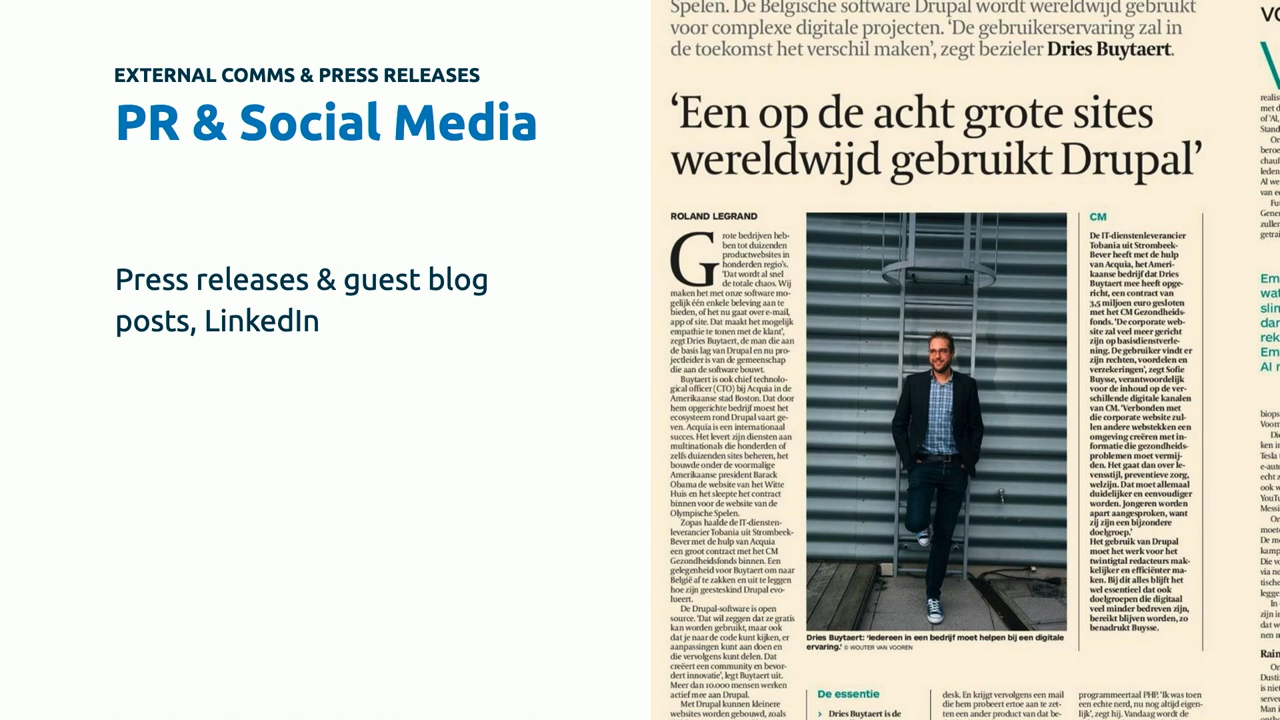 EXTERNAL COMMS & PRESS RELEASES
PR & Social Media
Press releases & guest blog
posts, LinkedIn
Spelen. De Belgische software Drupal wordt wereldwijd gebruikt
voor complexe digitale projecten. ‘De gebruikerservaring zal in
de toekomst het verschil maken’, zegt bezieler Dries Buytaert.
‘Een op de acht grote sites
wereldwijd gebruikt Drupal’
ROLAND LEGRAND
Grote bedrijven heb-
ben tot duizenden
productwebsites in
honderden regio’s.
‘Dat wordt al snel
de totale chaos. Wij
maken het met onze software mo-
gelijk één enkele beleving aan te
bieden, of het nu gaat over e-mail,
app of site. Dat maakt het mogelijk
empathie te tonen met de klant’,
zegt Dries Buytaert, de man die aan
de basis lag van Drupal en nu pro-
jectleider is van de gemeenschap
die aan de software bouwt.
Buytaert is ook chief technolo-
gical officer (CTO) bij Acquia in de
Amerikaanse stad Boston. Dat door
hem opgerichte bedrijf moest het
ecosysteem rond Drupal vaart ge-
ven. Acquia is een internationaal
succes. Het levert zijn diensten aan
multinationals die honderden of
zelfs duizenden sites beheren, het
bouwde onder de voormalige
Amerikaanse president Barack
Obama de website van het Witte
Huis en het sleepte het contract
binnen voor de website van de
Olympische Spelen.
Zopas haalde de IT-diensten-
leverancier Tobania uit Strombeek-
Bever met de hulp van Acquia
een groot contract met het CM
Gezondheidsfonds binnen. Een
gelegenheid voor Buytaert om naar
België af te zakken en uit te leggen
hoe zijn geesteskind Drupal evo-
lueert.
De Drupal-software is open
source. ‘Dat wil zeggen dat ze gratis
kan worden gebruikt, maar ook
dat je naar de code kunt kijken, er
aanpassingen kunt aan doen en
die vervolgens kunt delen. Dat
creëert een community en bevor-
dert innovatie’, legt Buytaert uit.
Meer dan 10.000 mensen werken
actief mee aan Drupal.
Met Drupal kunnen kleinere
websites worden gebouwd, zoals
Dries Buytaert: ‘Iedereen in een bedrijf moet helpen bij een digitale
ervaring.’ © WOUTER VAN VOOREN
CM
De IT-dienstenleverancier
Tobania uit Strombeek-
Bever heeft met de hulp
van Acquia, het Ameri-
kaanse bedrijf dat Dries
Buytaert mee heeft opge-
richt, een contract van
3,5 miljoen euro gesloten
met het CM Gezondheids-
fonds. ‘De corporate web-
site zal veel meer gericht
zijn op basisdienstverle-
ning. De gebruiker vindt er
zijn rechten, voordelen en
verzekeringen’, zegt Sofie
Buysse, verantwoordelijk
voor de inhoud op de ver-
schillende digitale kanalen
van CM. ‘Verbonden met
die corporate website zul-
len andere webstekken een
omgeving creëren met in-
formatie die gezondheids-
problemen moet vermij-
den. Het gaat dan over le-
vensstijl, preventieve zorg,
welzijn. Dat moet allemaal
duidelijker en eenvoudiger
worden. Jongeren worden
apart aangesproken, want
zij zijn een bijzondere
doelgroep.’
Het gebruik van Drupal
moet het werk voor het
twintigtal redacteurs mak-
kelijker en efficiënter ma-
ken. Bij dit alles blijft het
wel essentieel dat ook
doelgroepen die digitaal
veel minder bedreven zijn,
bereikt blijven worden, zo
benadrukt Buysse.
De essentie
› Dries Buytaert is de
desk. En krijgt vervolgens een mail
die hem probeert ertoe aan te zet-
ten een ander product van dat be-
programmeertaal PHP. ‘Ik was toen
een echte nerd, nu nog altijd eigen-
lijk’, zegt hij. Vandaag wordt de